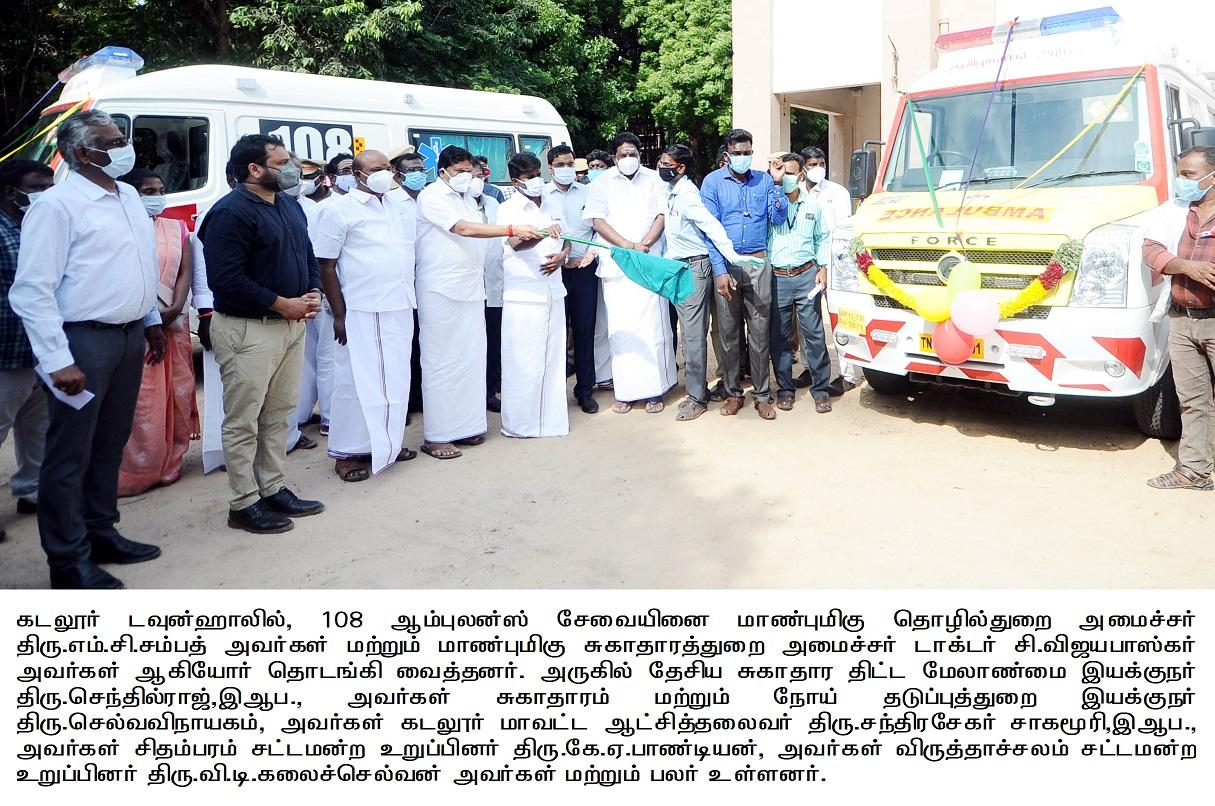 108
AMBULANCE
FORCE
TN
கடலூர் டவுன்ஹாலில், 108 ஆம்புலன்ஸ் சேவையினை மாண்புமிகு தொழில்துறை அமைச்சர்
திரு.எம்.சி.சம்பத் அவர்கள் மற்றும் மாண்புமிகு சுகாதாரத்துறை அமைச்சர் டாக்டர் சி.விஜயபாஸ்கர்
அவர்கள் ஆகியோர் தொடங்கி வைத்தனர். அருகில் தேசிய சுகாதார திட்ட மேலாண்மை இயக்குநர்
திரு.செந்தில்ராஜ்,இஆப., அவர்கள் சுகாதாரம் மற்றும் நோய் தடுப்புத்துறை இயக்குநர்
திரு.செல்வவிநாயகம், அவர்கள் கடலூர் மாவட்ட ஆட்சித்தலைவர் திரு.சந்திரசேகர் சாகமூரி,இஆப.,
அவர்கள் சிதம்பரம் சட்டமன்ற உறுப்பினர் திரு.கே.ஏ.பாண்டியன், அவர்கள் விருத்தாச்சலம் சட்டமன்ற
உறுப்பினர் திரு.வி.டி.கலைச்செல்வன் அவர்கள் மற்றும் பலர் உள்ளனர்.